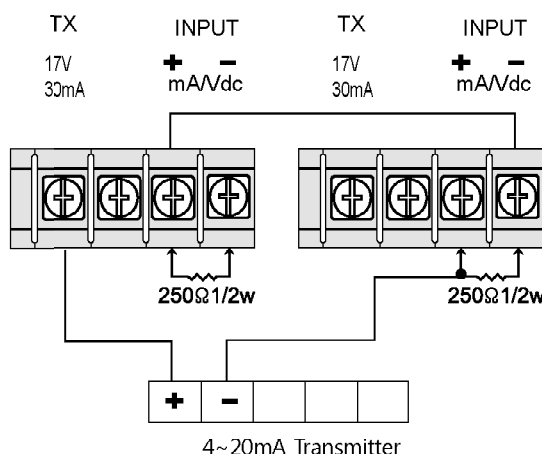 TX INPUT TX INPUT
17V + − 17V + −
30mA mA/Vdc 30mA mA/Vdc
250Ω1/2w 250Ω1/2w
+ −
4~20mA Transmitter